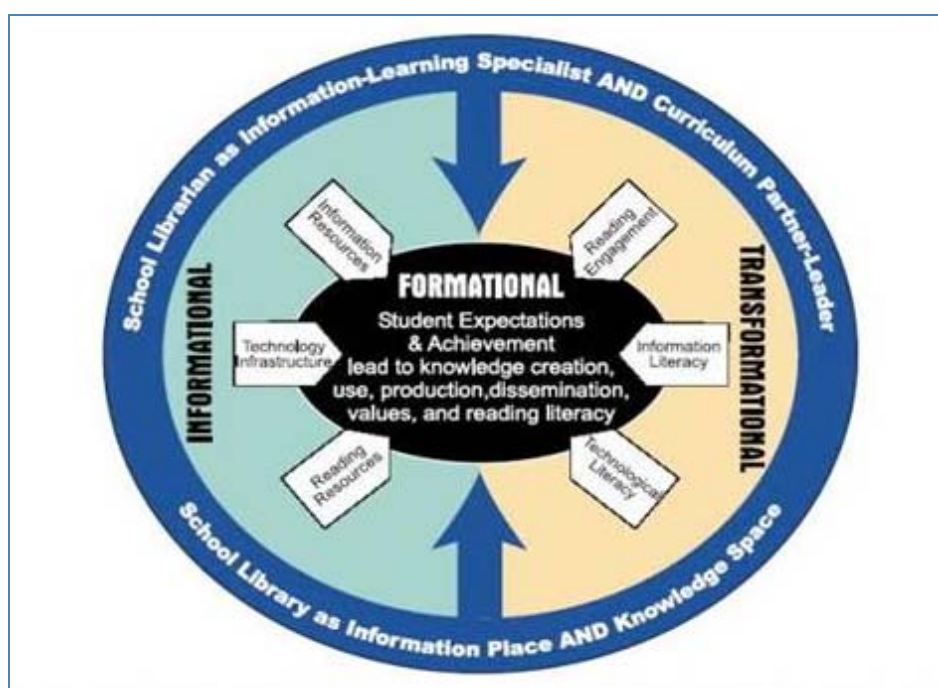 School Librarian as Information-Learning Specialist AND Curriculum Partner-Leader
Information
Resources
Reading
Engagement
INFORMATIONAL
FORMATIONAL
Student Expectations
& Achievement
lead to knowledge creation,
use, production,dissemination,
values, and reading literacy
Technology
Infrastructure
Information
Literacy
TRANSFORMATIONAL
Reading
Resources
Technological
Literacy
School Library as Information Place AND Knowledge Space